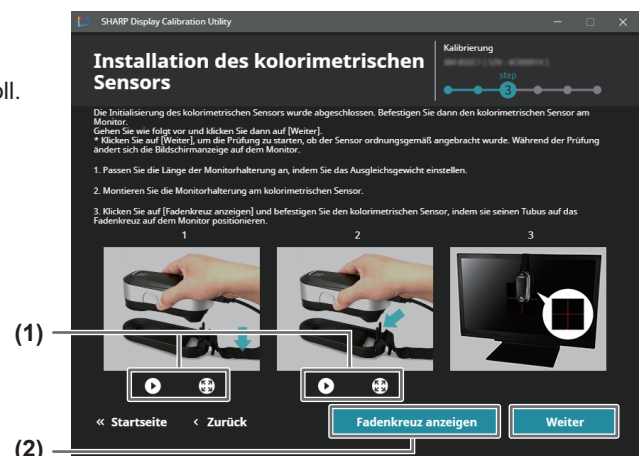 SHARP Display Calibration Utility
Installation des kolorimetrischen
Sensors
Kalibrierung
step
3
oll.
Die Initialisierung des kolorimetrischen Sensors wurde abgeschlossen. Befestigen Sie dann den kolorimetrischen Sensor am
Monitor.
Gehen Sie wie folgt vor und klicken Sie dann auf [Weiter].
* Klicken Sie auf [Weiter], um die Prüfung zu starten, ob der Sensor ordnungsgemäß angebracht wurde. Während der Prüfung
ändert sich die Bildschirmanzeige auf dem Monitor.
1. Passen Sie die Länge der Monitorhalterung an, indem Sie das Ausgleichsgewicht einstellen.
2. Montieren Sie die Monitorhalterung am kolorimetrischen Sensor.
3. Klicken Sie auf [Fadenkreuz anzeigen] und befestigen Sie den kolorimetrischen Sensor, indem sie seinen Tubus auf das
Fadenkreuz auf dem Monitor positionieren.
1 2 3
(1)
« Startseite ‹ Zurück Fadenkreuz anzeigen Weiter
(2)